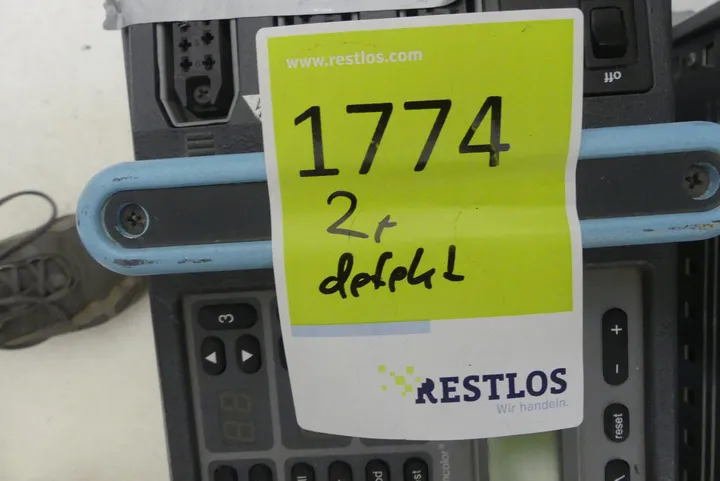 www.restlos.com
1774
2x
defekt
RESTLOS
Wir handeln.
off
3
+
−
reset